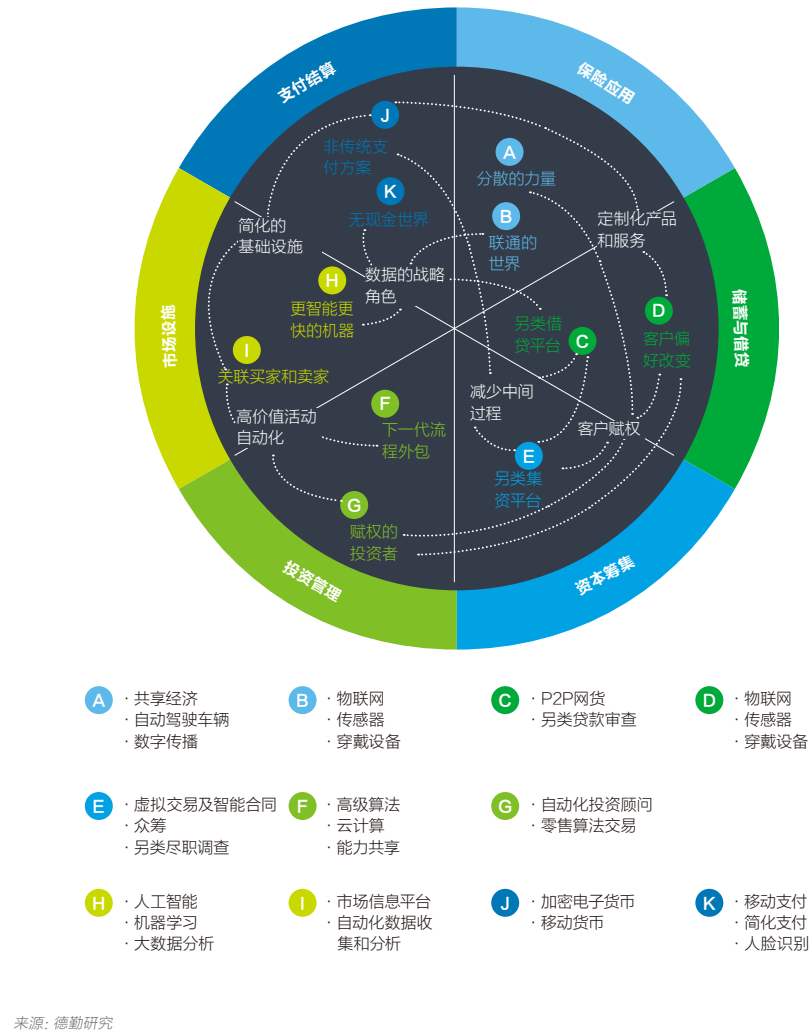 支付结算
保险应用
J
非传统支
付方案
A
分散的力量
K
无现金世界
B
联通的
世界
简化的
基础设施
定制化产品
和服务
数据的战略
角色
H
更智能更
快的机器
市场设施
储蓄与借贷
D
客户偏
好改变
另类借
贷平台
C
I
关联买家和卖家
减少中间
过程
高价值活动
自动化
F
下一代流
程外包
客户赋权
E
另类集
资平台
G
赋权的
投资者
投资管理
资本筹集
A
· 共享经济
· 自动驾驶车辆
· 数字传播
B
· 物联网
· 传感器
· 穿戴设备
C
· P2P网货
· 另类贷款审查
D
· 物联网
· 传感器
· 穿戴设备
E
· 虚拟交易及智能合同
· 众筹
· 另类尽职调查
F
· 高级算法
· 云计算
· 能力共享
G
· 自动化投资顾问
· 零售算法交易
H
· 人工智能
· 机器学习
· 大数据分析
I
· 市场信息平台
· 自动化数据收
集和分析
J
· 加密电子货币
· 移动货币
K
· 移动支付
· 简化支付
· 人脸识别
来源: 德勤研究